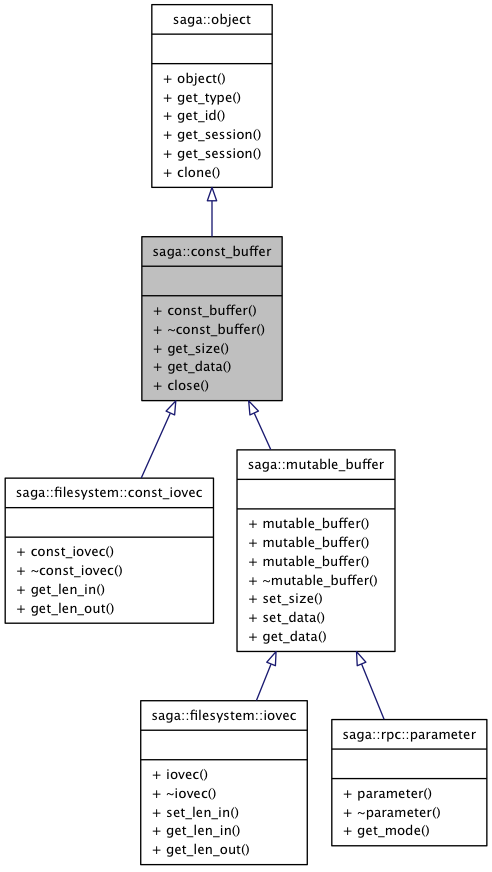 saga::object
+ object()
+ get_type()
+ get_id()
+ get_session()
+ get_session()
+ clone()
saga::const_buffer
+ const_buffer()
+ ~const_buffer()
+ get_size()
+ get_data()
+ close()
saga::filesystem::const_iovec
+ const_iovec()
+ ~const_iovec()
+ get_len_in()
+ get_len_out()
saga::mutable_buffer
+ mutable_buffer()
+ mutable_buffer()
+ mutable_buffer()
+ ~mutable_buffer()
+ set_size()
+ set_data()
+ get_data()
saga::filesystem::iovec
+ iovec()
+ ~iovec()
+ set_len_in()
+ get_len_in()
+ get_len_out()
saga::rpc::parameter
+ parameter()
+ ~parameter()
+ get_mode()